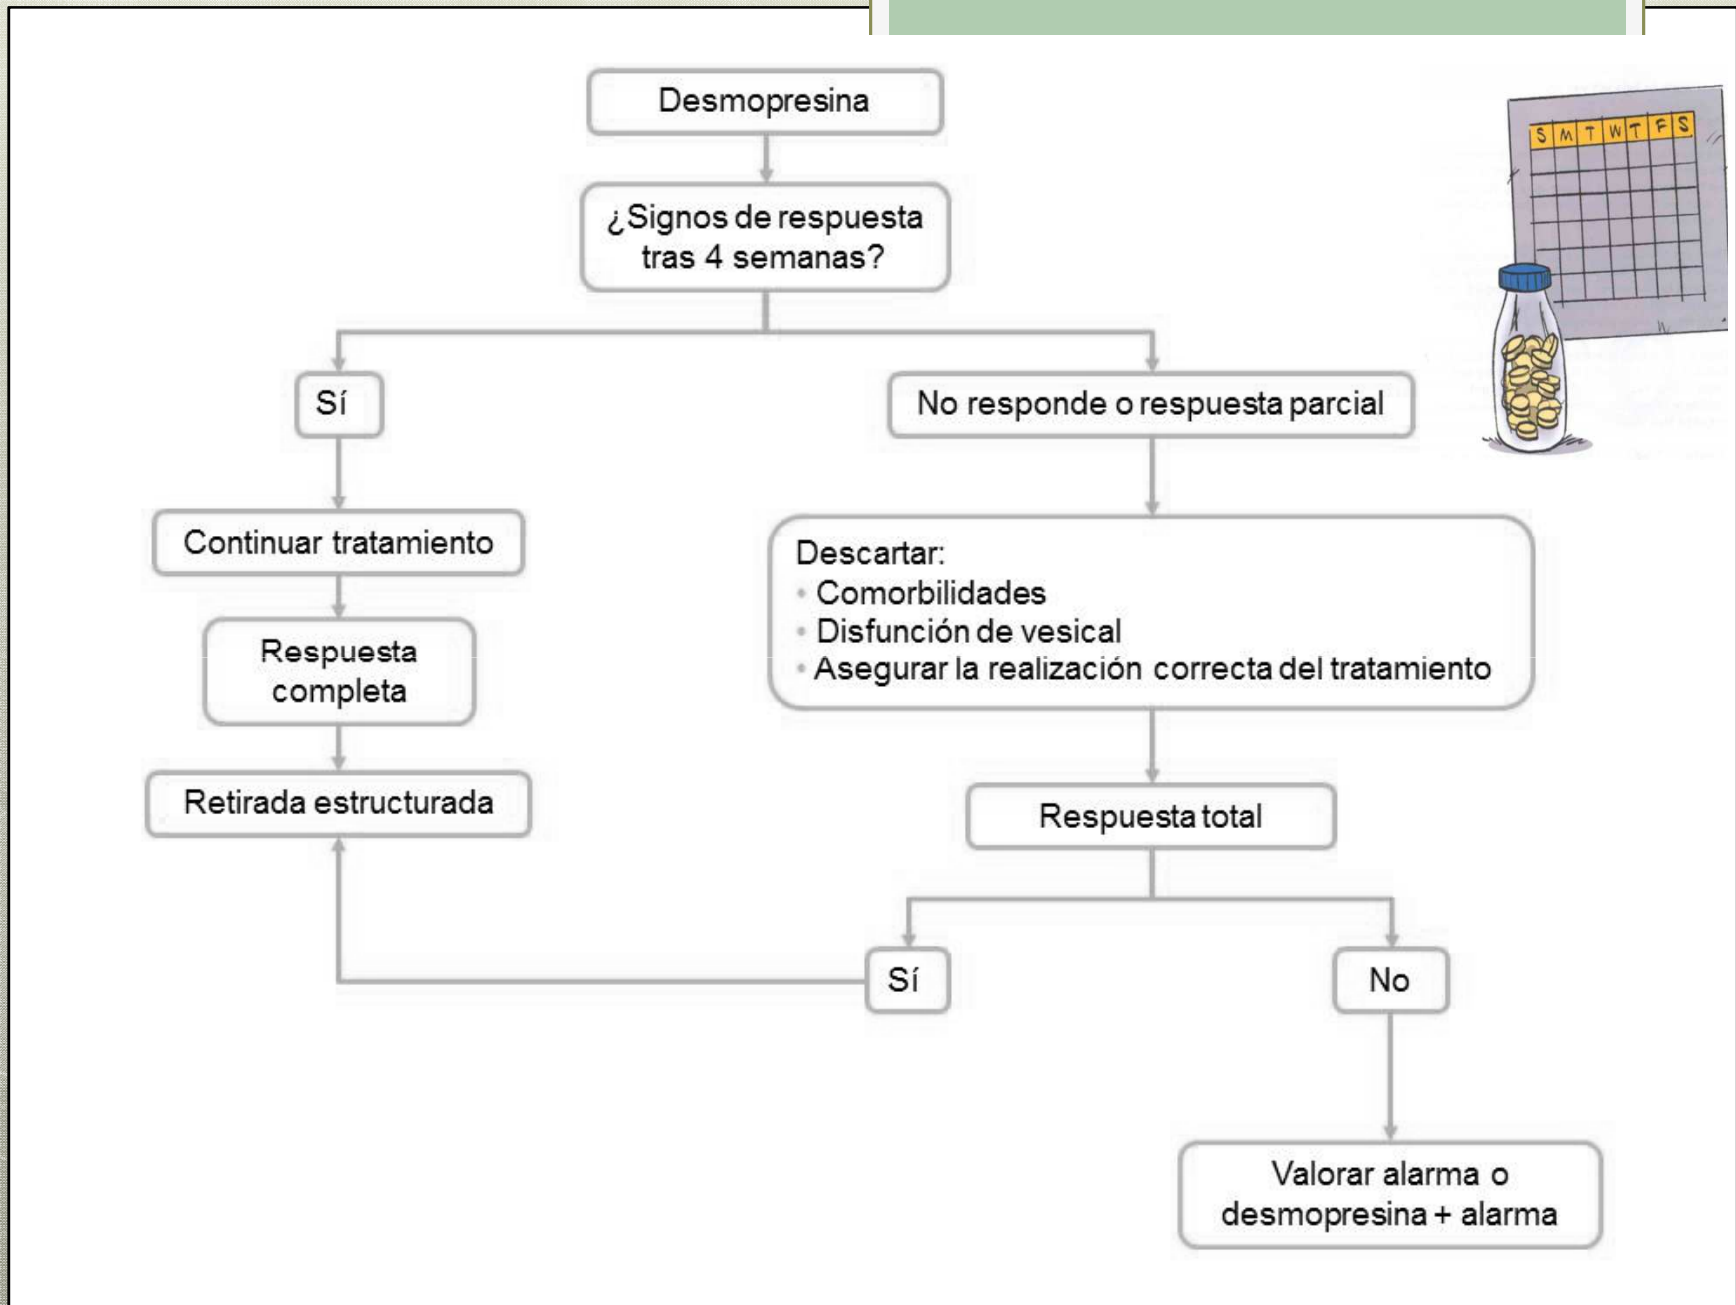 Desmopresina
¿Signos de respuesta
tras 4 semanas?
S M T W T F S
Sí
No responde o respuesta parcial
Continuar tratamiento
Descartar:
• Comorbilidades
• Disfunción de vesical
• Asegurar la realización correcta del tratamiento
Respuesta
completa
Retirada estructurada
Respuesta total
Sí
No
Valorar alarma o
desmopresina + alarma